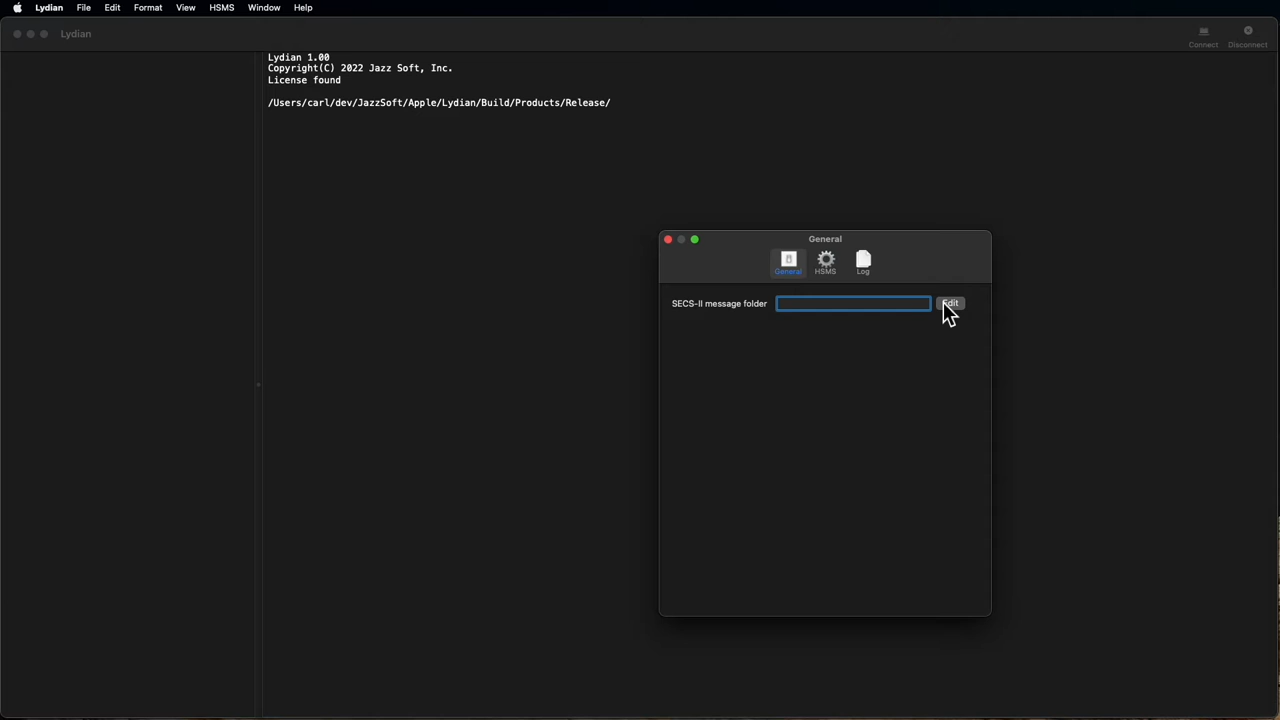 Lydian File Edit Format View HSMS Window Help
Lydian
Connect Disconnect
Lydian 1.00
Copyright(C) 2022 Jazz Soft, Inc.
License found
/Users/carl/dev/JazzSoft/Apple/Lydian/Build/Products/Release/
General
General HSMS Log
SECS-II message folder Edit